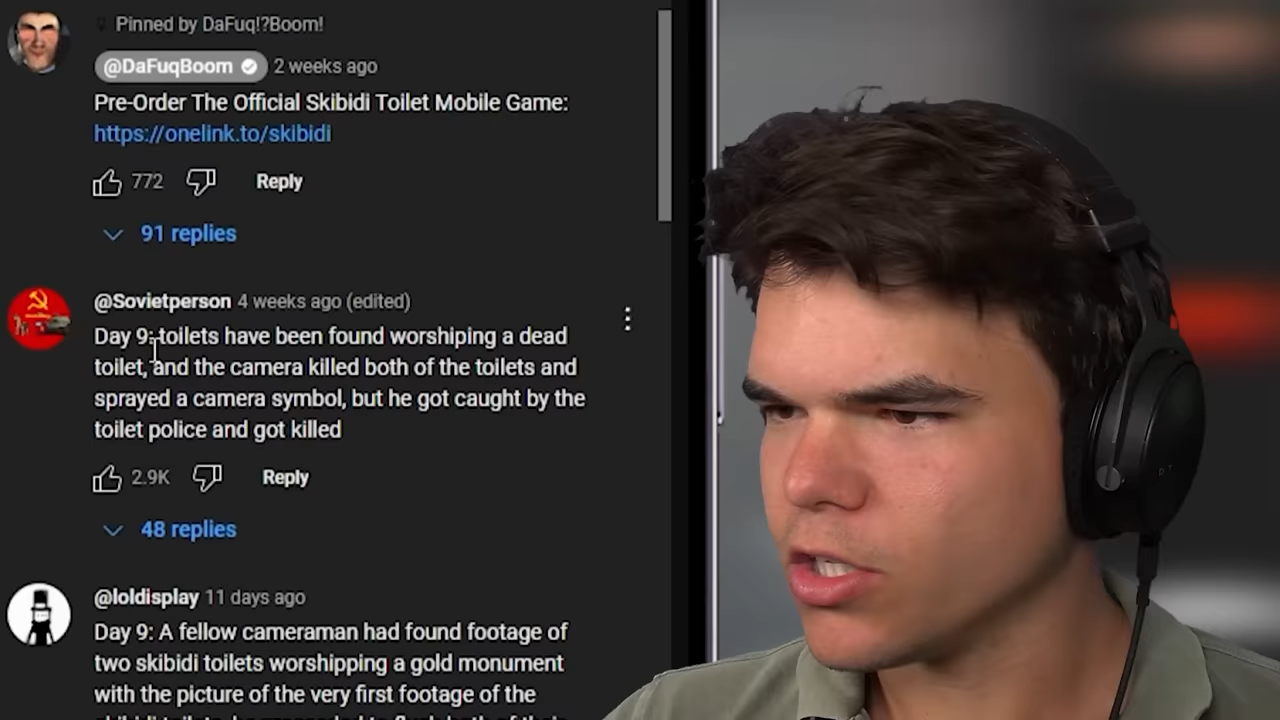 Pinned by DaFuq!?Boom!
@DaFuqBoom 2 weeks ago
Pre-Order The Official Skibidi Toilet Mobile Game:
https://onelink.to/skibidi
772 Reply
91 replies
@Sovietperson 4 weeks ago (edited)
Day 9: toilets have been found worshiping a dead
toilet, and the camera killed both of the toilets and
sprayed a camera symbol, but he got caught by the
toilet police and got killed
2.9K Reply
48 replies
@loldisplay 11 days ago
Day 9: A fellow cameraman had found footage of
two skibidi toilets worshipping a gold monument
with the picture of the very first footage of the